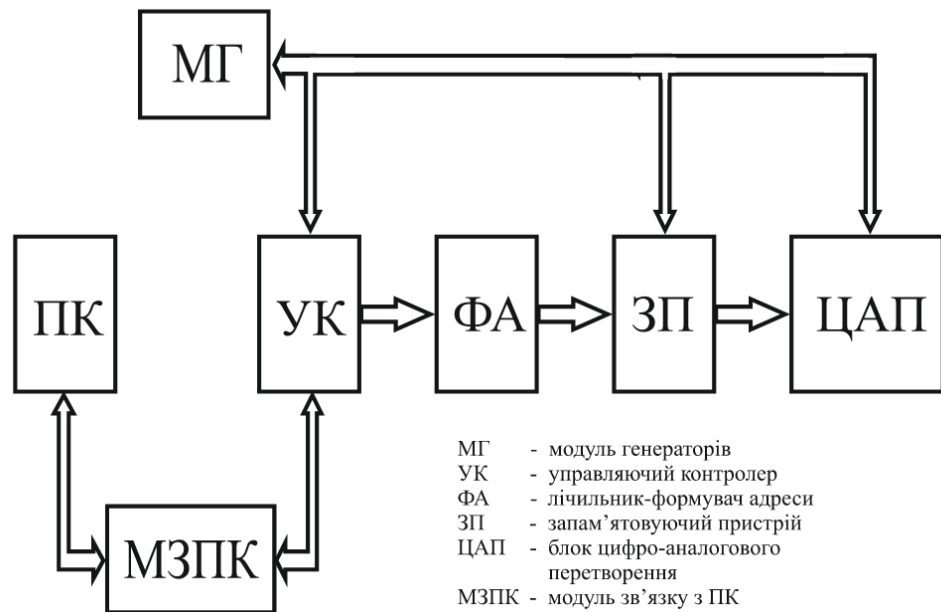 МГ
ПК
УК
ФА
ЗП
ЦАП
МЗПК
МГ - модуль генераторів
УК - управляючий контролер
ФА - лічильник-формувач адреси
ЗП - запам’ятовуючий пристрій
ЦАП - блок цифро-аналогового
перетворення
МЗПК - модуль зв’язку з ПК